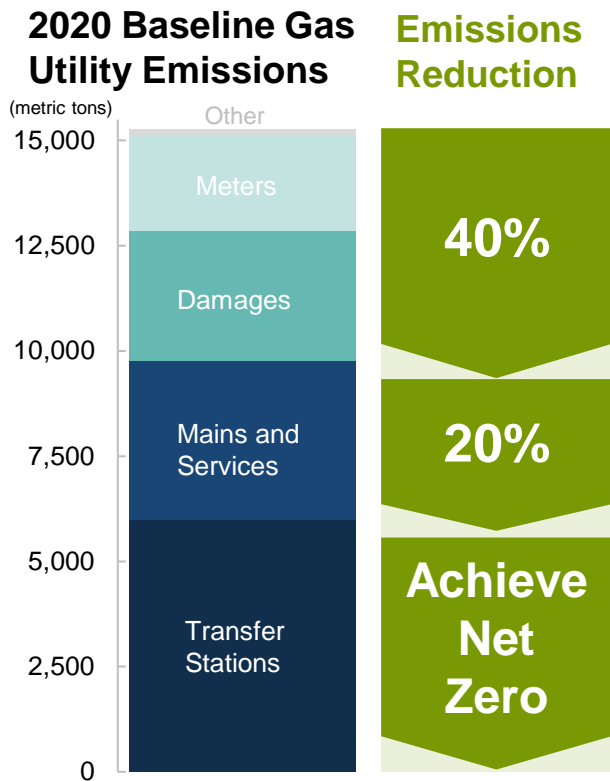 2020 Baseline Gas
Utility Emissions
(metric tons)
Emissions
Reduction
Other
15,000
Meters
40%
12,500
Damages
10,000
Mains and
Services
20%
7,500
5,000
Achieve
Net
Zero
Transfer
Stations
2,500
0